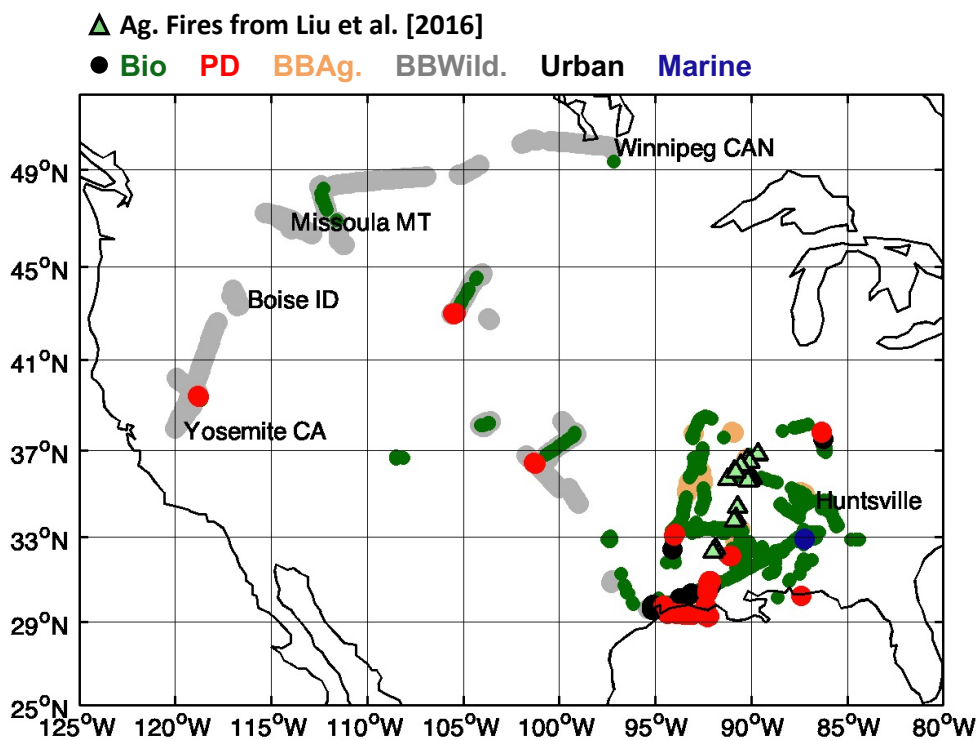 Ag. Fires from Liu et al. [2016]
Bio PD BBAg. BBWild. Urban Marine
Winnipeg CAN
49°N
Missoula MT
45°N
Boise ID
41°N
Yosemite CA
37°N
Huntsville
33°N
29°N
25°N
125°W 120°W 115°W 110°W 105°W 100°W 95°W 90°W 85°W 80°W